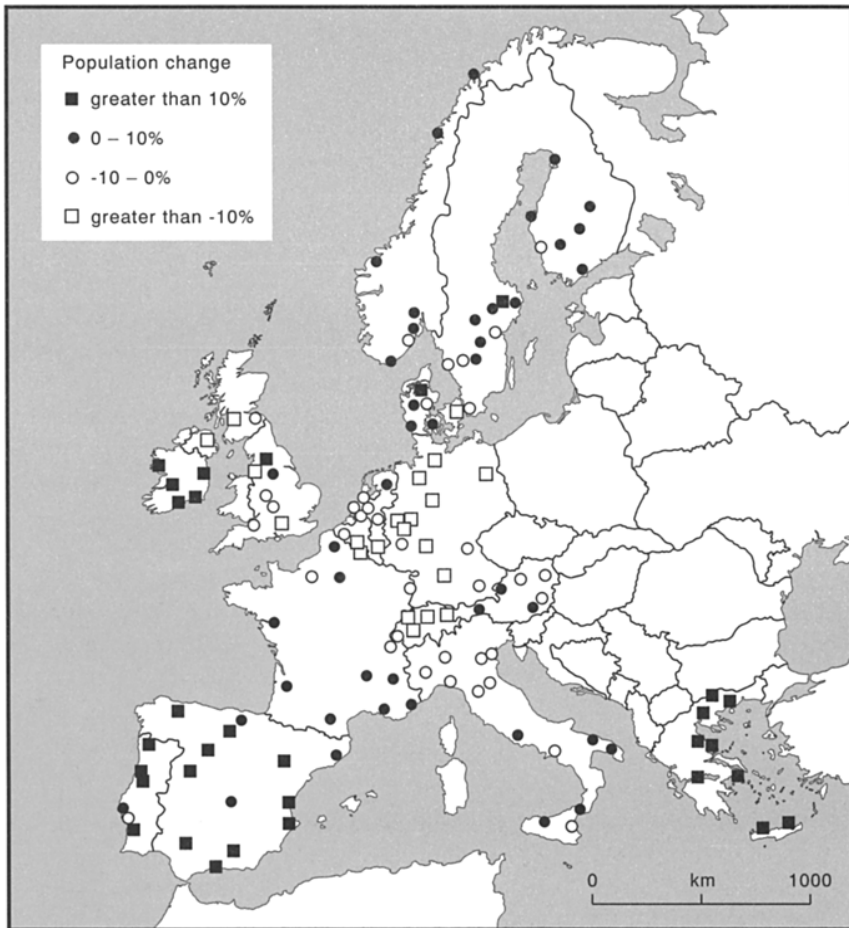 Population change
greater than 10%
0 – 10%
-10 – 0%
greater than -10%
0 km 1000